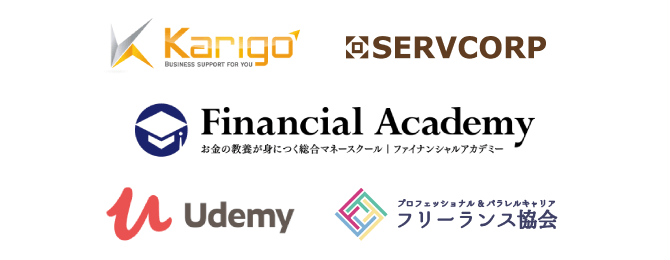 Karigo
BUSINESS SUPPORT FOR YOU
SERVCORP
Financial Academy
お金の教養が身につく総合マネースクール｜ファイナンシャルアカデミー
Udemy
プロフェッショナル&パラレルキャリア
フリーランス協会